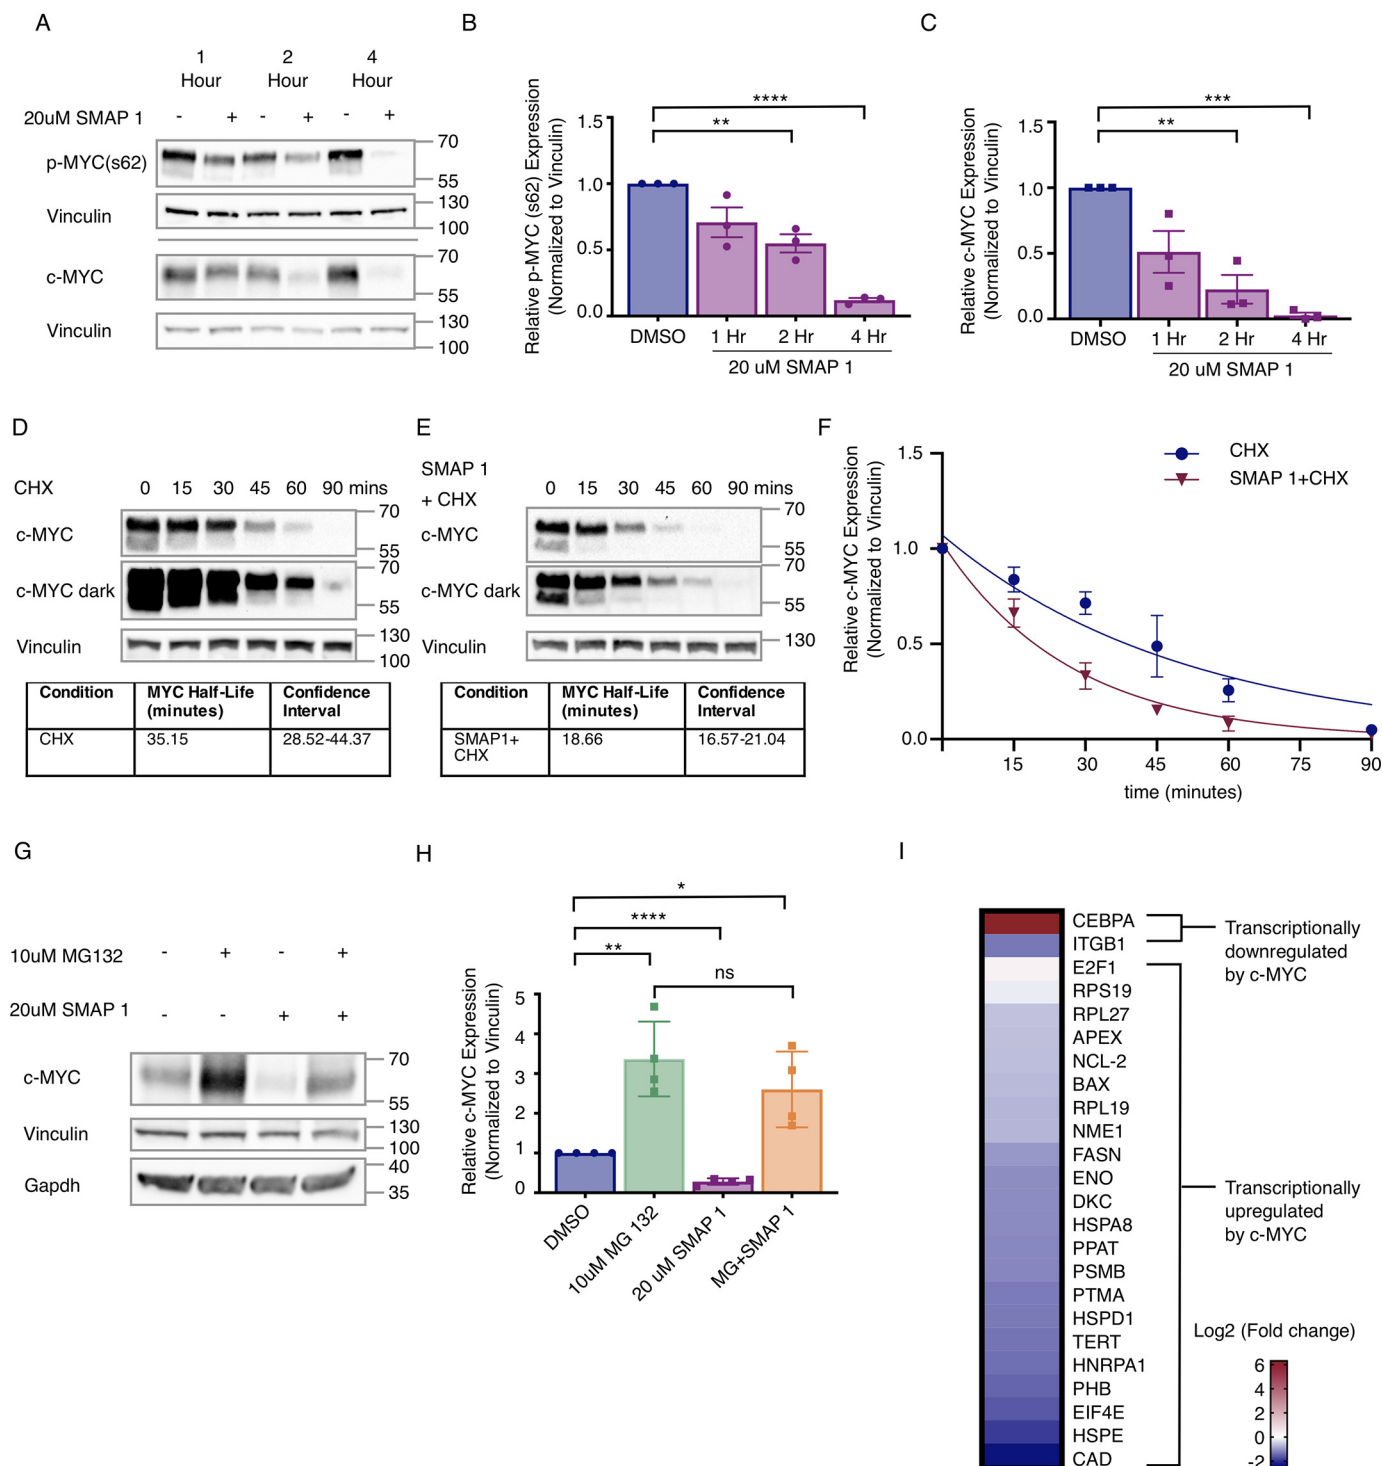 A
1 Hour
2 Hour
4 Hour
20uM SMAP 1 - + - + - +
p-MYC(s62)
70
55
Vinculin
130
100
c-MYC
70
55
Vinculin
130
100
B
Relative p-MYC (s62) Expression
(Normalized to Vinculin)
1.5
1.0
0.5
0.0
****
**
DMSO 1 Hr 2 Hr 4 Hr
20 uM SMAP 1
C
Relative c-MYC Expression
(Normalized to Vinculin)
1.5
1.0
0.5
0.0
***
**
DMSO 1 Hr 2 Hr 4 Hr
20 uM SMAP 1
D
CHX 0 15 30 45 60 90 mins
c-MYC
70
55
c-MYC dark
70
55
Vinculin
130
100
Condition MYC Half-Life (minutes) Confidence Interval
CHX 35.15 28.52-44.37
E
SMAP 1
+ CHX
0 15 30 45 60 90 mins
c-MYC
70
55
c-MYC dark
70
55
Vinculin
130
Condition MYC Half-Life (minutes) Confidence Interval
SMAP1+ CHX 18.66 16.57-21.04
F
Relative c-MYC Expression
(Normalized to Vinculin)
1.5
1.0
0.5
0.0
CHX
SMAP 1+CHX
15 30 45 60 75 90
time (minutes)
G
10uM MG132 - + - +
20uM SMAP 1 - - + +
c-MYC
70
55
Vinculin
130
100
Gapdh
40
35
H
Relative c-MYC Expression
(Normalized to Vinculin)
5
4
3
2
1
0
*
****
**
ns
DMSO
10uM MG 132
20 uM SMAP 1
MG+SMAP 1
I
CEBPA
ITGB1
E2F1
RPS19
RPL27
APEX
NCL-2
BAX
RPL19
NME1
FASN
ENO
DKC
HSPA8
PPAT
PSMB
PTMA
HSPD1
TERT
HNRPA1
PHB
EIF4E
HSPE
CAD
Transcriptionally
downregulated
by c-MYC
Transcriptionally
upregulated
by c-MYC
Log2 (Fold change)
6
4
2
0
-2